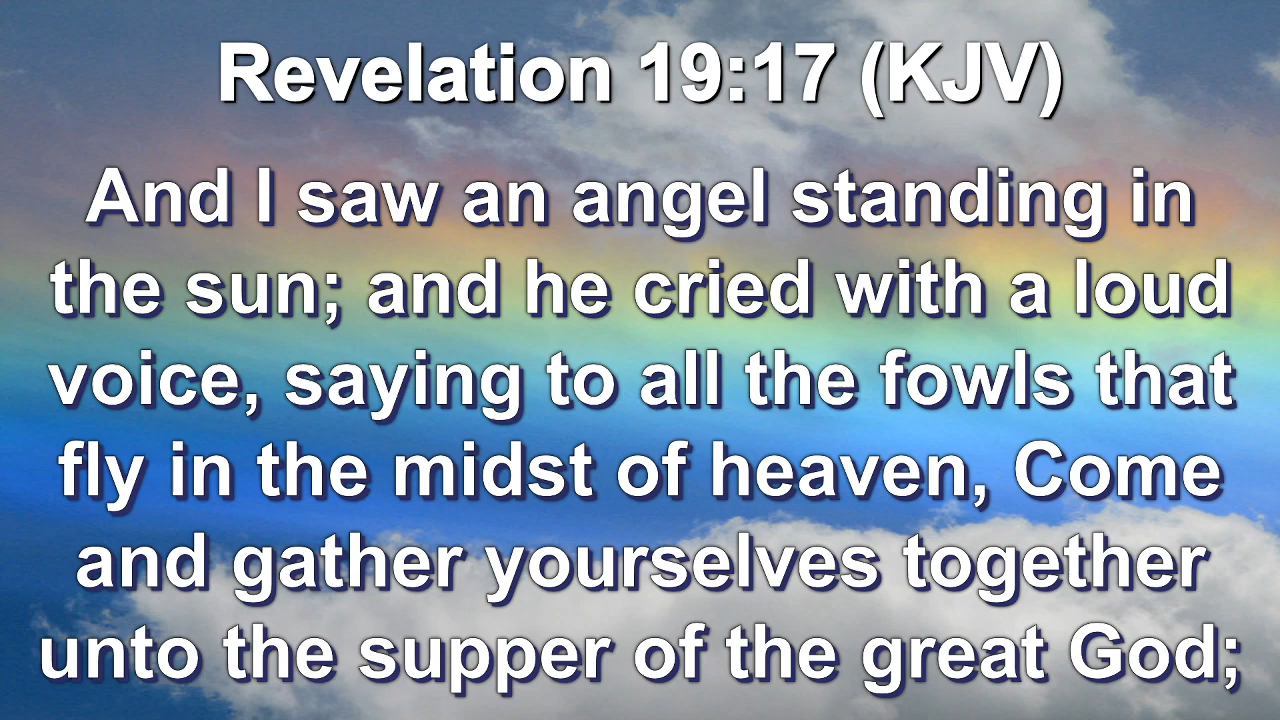 Revelation 19:17 (KJV)
And I saw an angel standing in
the sun; and he cried with a loud
voice, saying to all the fowls that
fly in the midst of heaven, Come
and gather yourselves together
unto the supper of the great God;